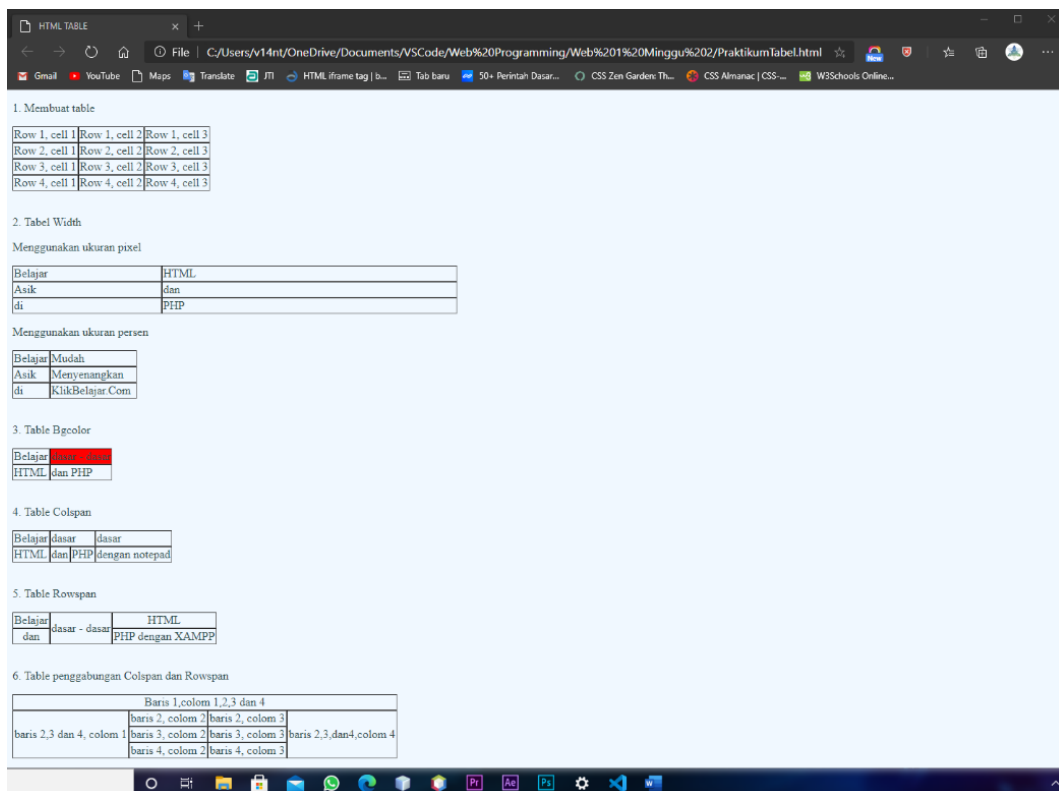 HTML TABLE
File C:/Users/v14nt/OneDrive/Documents/VSCode/Web%20Programming/Web%201%20Minggu%202/PraktikumTabel.html
New
Gmail YouTube Maps Translate JTI HTML iframe tag | b... Tab baru 50+ Perintah Dasar... CSS Zen Garden: Th... CSS Almanac | CSS-... W3Schools Online...
1. Membuat table
Row 1, cell 1 Row 1, cell 2 Row 1, cell 3
Row 2, cell 1 Row 2, cell 2 Row 2, cell 3
Row 3, cell 1 Row 3, cell 2 Row 3, cell 3
Row 4, cell 1 Row 4, cell 2 Row 4, cell 3
2. Tabel Width
Menggunakan ukuran pixel
Belajar HTML
Asik dan
di PHP
Menggunakan ukuran persen
Belajar Mudah
Asik Menyenangkan
di KlikBelajar.Com
3. Table Bgcolor
Belajar dasar - dasar
HTML dan PHP
4. Table Colspan
Belajar dasar dasar
HTML dan PHP dengan notepad
5. Table Rowspan
Belajar dasar - dasar HTML
dan PHP dengan XAMPP
6. Table penggabungan Colspan dan Rowspan
Baris 1,colom 1,2,3 dan 4
baris 2, colom 2 baris 2, colom 3
baris 2,3 dan 4, colom 1 baris 3, colom 2 baris 3, colom 3 baris 2,3,dan4,colom 4
baris 4, colom 2 baris 4, colom 3
Pr Ae Ps W